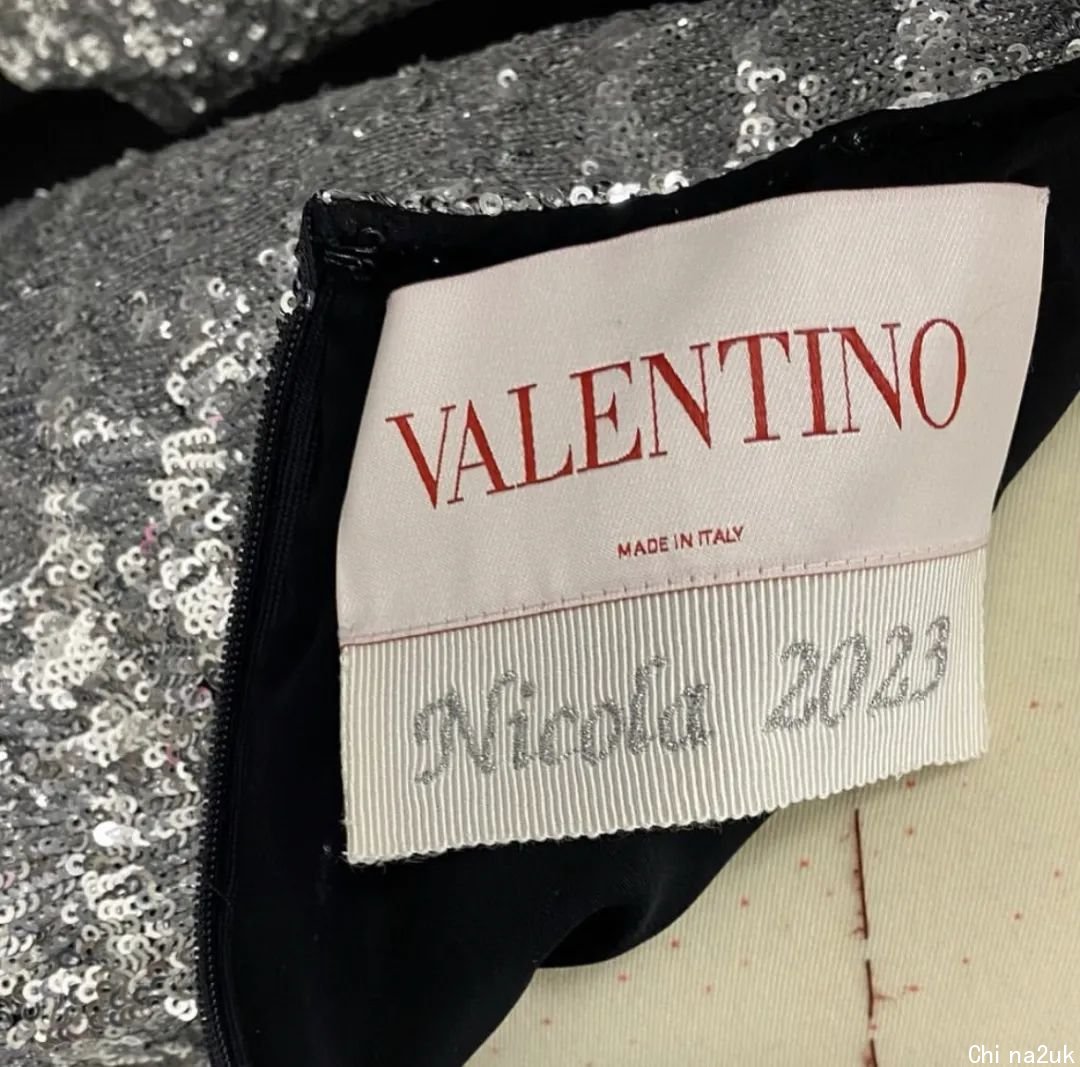 VALENTINO
MADE IN ITALY
Nicola 2023
Chi na2uk